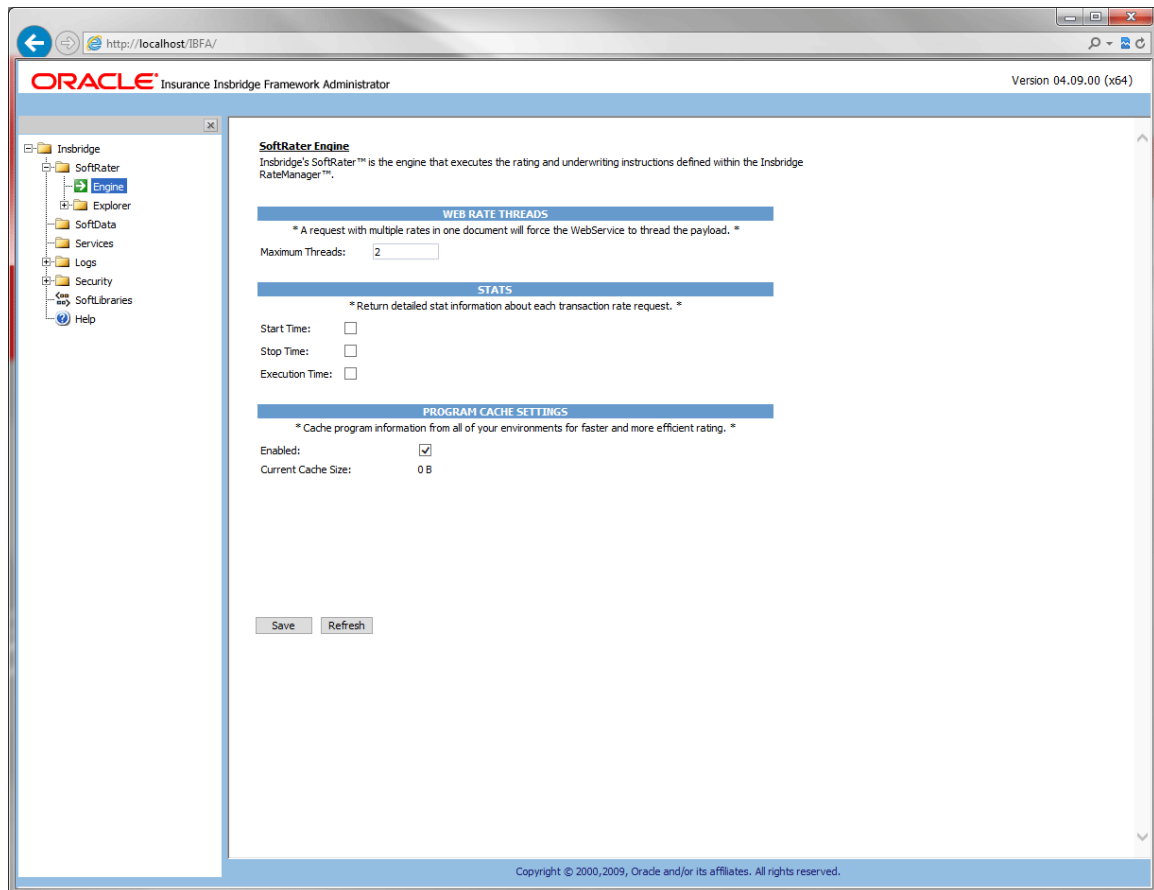 http://localhost/IBFA/
ORACLE® Insurance Insbridge Framework Administrator
Version 04.09.00 (x64)
Insbridge
SoftRater
Engine
Explorer
SoftData
Services
Logs
Security
SoftLibraries
Help
SoftRater Engine
Insbridge's SoftRater™ is the engine that executes the rating and underwriting instructions defined within the Insbridge
RateManager™.
WEB RATE THREADS
* A request with multiple rates in one document will force the WebService to thread the payload. *
Maximum Threads: 2
STATS
* Return detailed stat information about each transaction rate request. *
Start Time:
Stop Time:
Execution Time:
PROGRAM CACHE SETTINGS
* Cache program information from all of your environments for faster and more efficient rating. *
Enabled:
Current Cache Size: 0 B
Save Refresh
Copyright © 2000,2009, Oracle and/or its affiliates. All rights reserved.